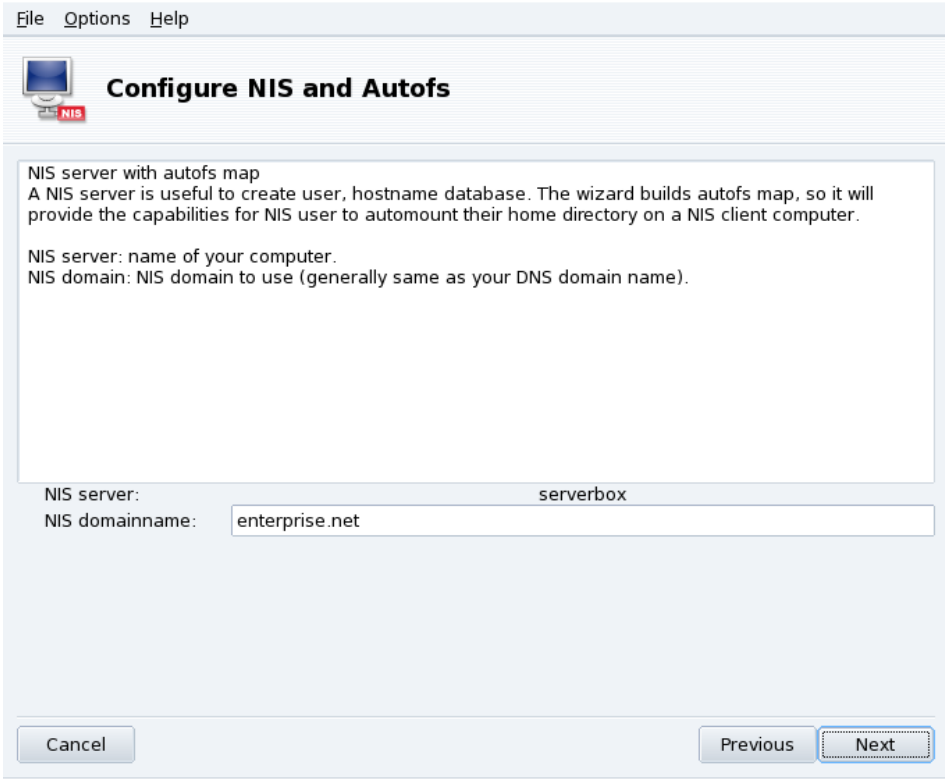 File Options Help
NIS
Configure NIS and Autofs
NIS server with autofs map
A NIS server is useful to create user, hostname database. The wizard builds autofs map, so it will
provide the capabilities for NIS user to automount their home directory on a NIS client computer.
NIS server: name of your computer.
NIS domain: NIS domain to use (generally same as your DNS domain name).
NIS server: serverbox
NIS domainname: enterprise.net
Cancel Previous Next